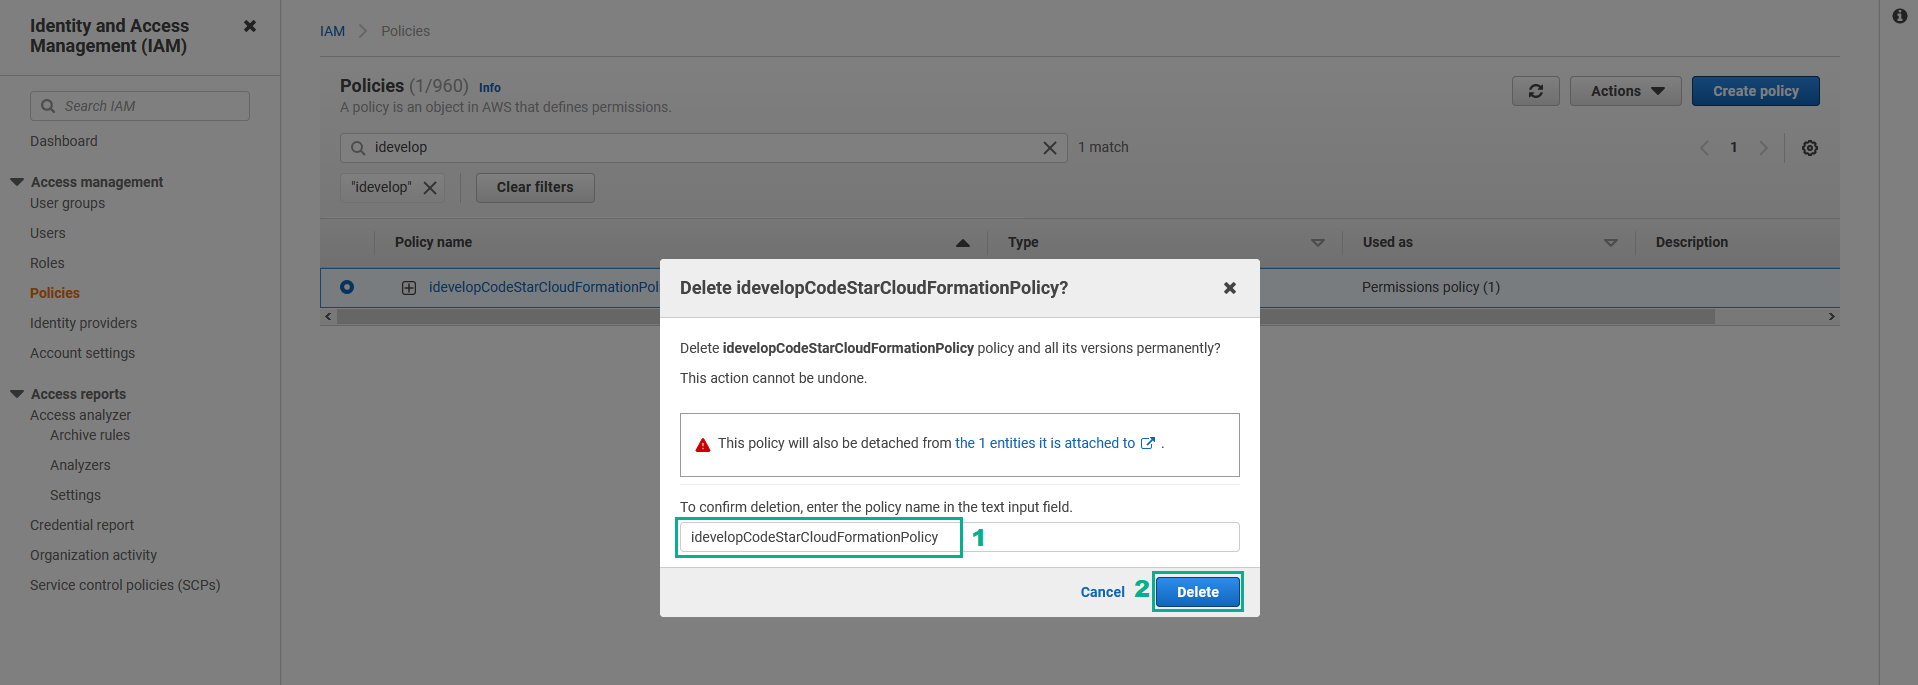 Identity and Access
Management (IAM)
Search IAM
Dashboard
Access management
User groups
Users
Roles
Policies
Identity providers
Account settings
Access reports
Access analyzer
Archive rules
Analyzers
Settings
Credential report
Organization activity
Service control policies (SCPs)
IAM Policies
Policies (1/960) Info
A policy is an object in AWS that defines permissions.
Actions Create policy
idevelop 1 match 1
"idevelop" Clear filters
Policy name Type Used as Description
idevelopCodeStarCloudFormationPol Permissions policy (1)
Delete idevelopCodeStarCloudFormationPolicy?
Delete idevelopCodeStarCloudFormationPolicy policy and all its versions permanently?
This action cannot be undone.
This policy will also be detached from the 1 entities it is attached to .
To confirm deletion, enter the policy name in the text input field.
idevelopCodeStarCloudFormationPolicy 1
Cancel 2 Delete